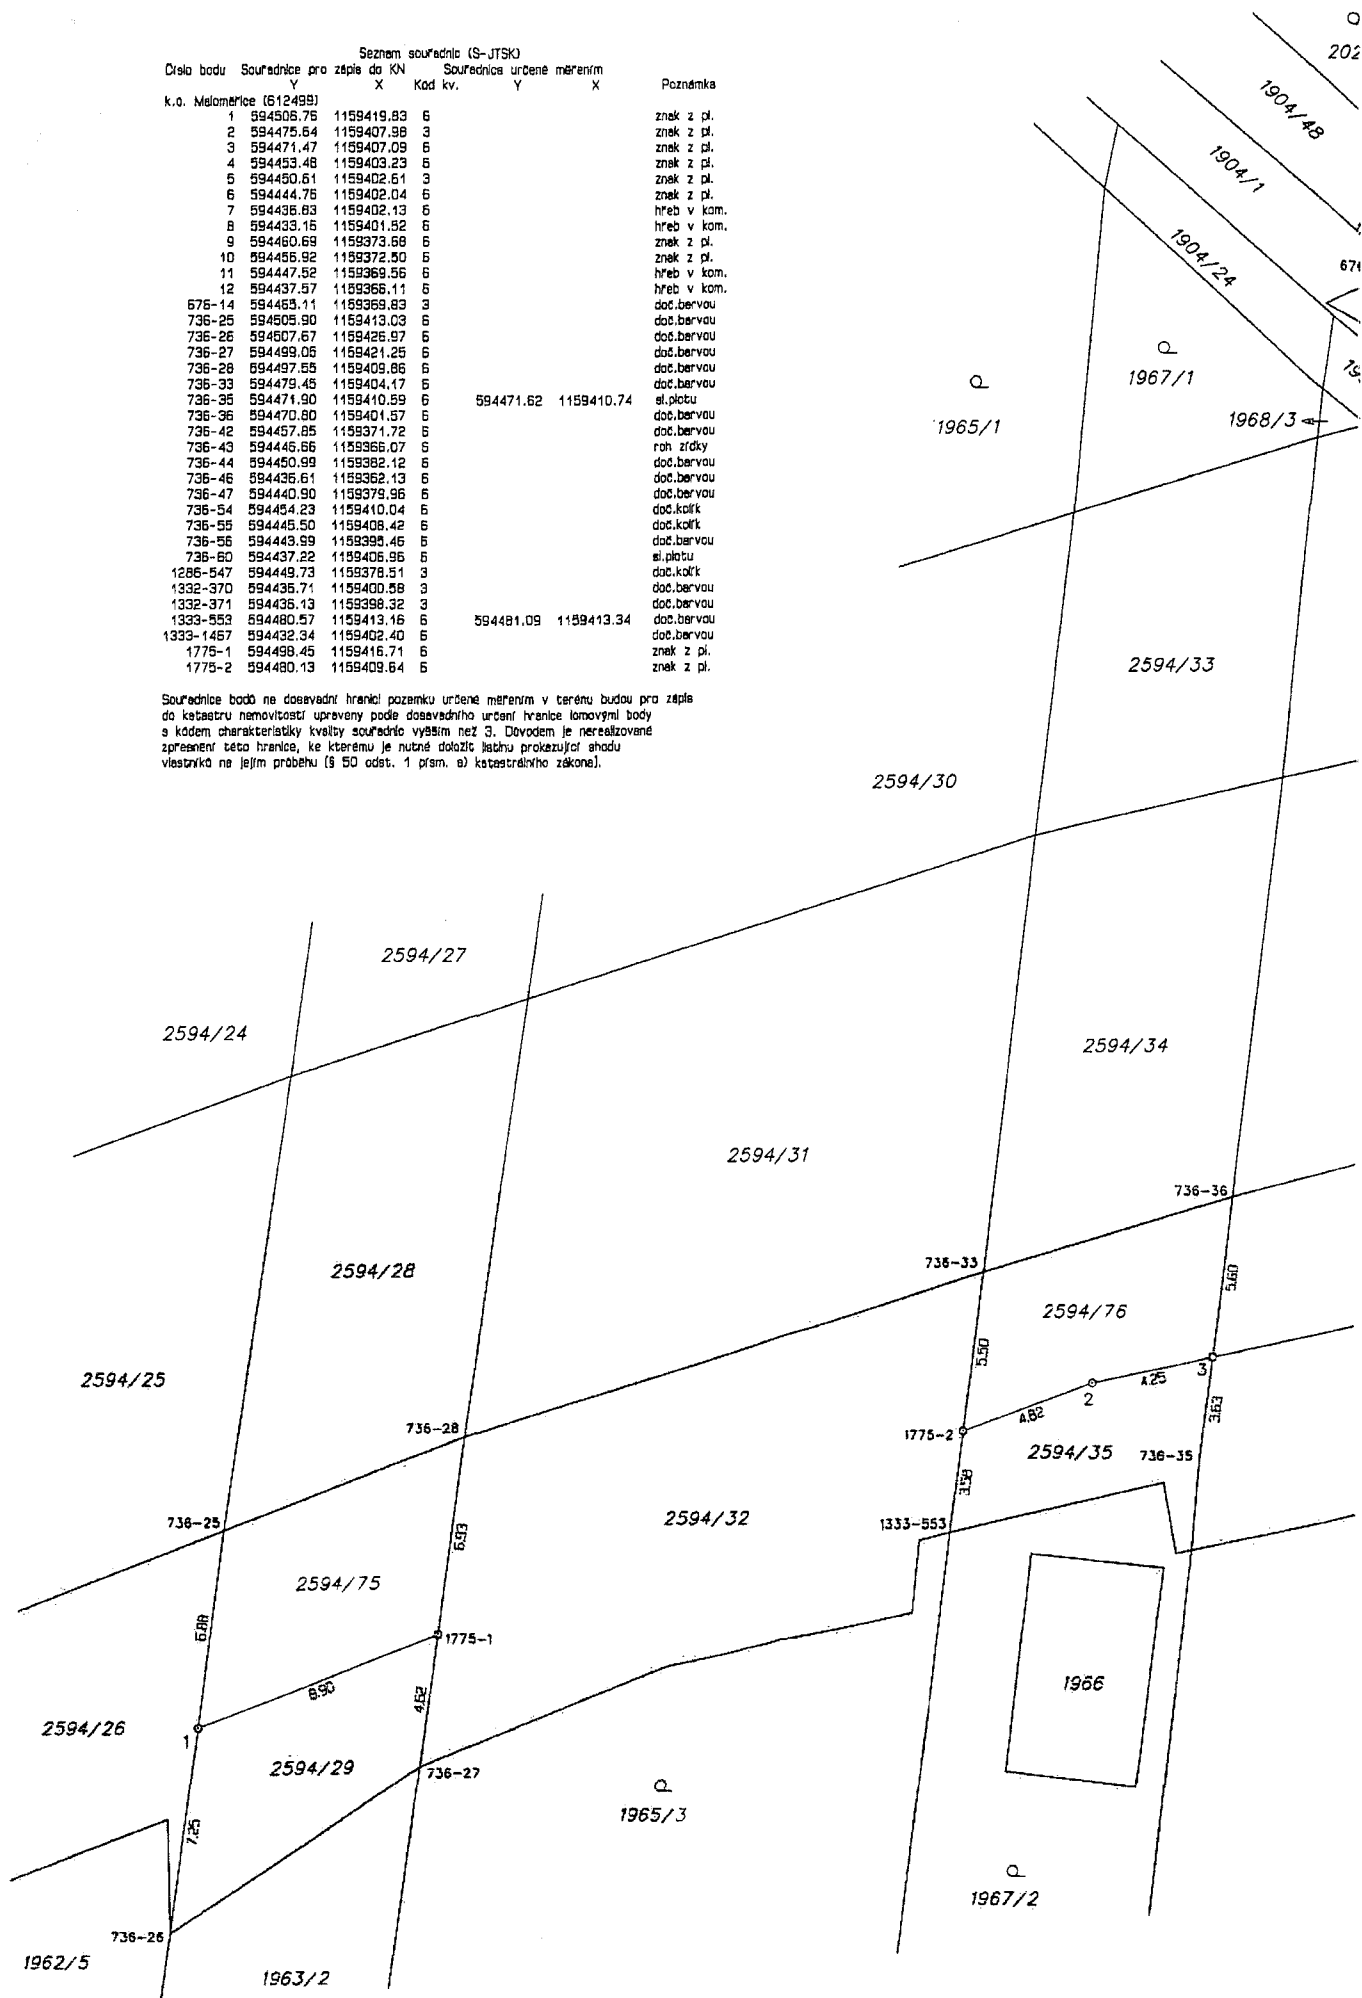 Seznam souřadnic (S-JTSK)
Číslo bodu Souřadnice pro zápis do KN Souřadnice určené měřením
Y X Kód kv. Y X Poznámka
k.o. Maloměřice (612499)
1 594506.76 1159419.83 6 znak z pl.
2 594475.64 1159407.98 3 znak z pl.
3 594471.47 1159407.09 6 znak z pl.
4 594453.48 1159403.23 6 znak z pl.
5 594450.61 1159402.61 3 znak z pl.
6 594444.76 1159402.04 6 znak z pl.
7 594436.83 1159402.13 6 hřeb v kam.
8 594433.16 1159401.52 6 hřeb v kam.
9 594460.69 1159373.68 6 znak z pl.
10 594456.92 1159372.50 6 znak z pl.
11 594447.52 1159369.56 6 hřeb v kom.
12 594437.57 1159366.11 6 hřeb v kom.
676-14 594463.11 1159369.83 3 doč.barvou
736-25 594505.90 1159413.03 6 doč.barvou
736-26 594507.67 1159426.97 6 doč.barvou
736-27 594499.06 1159421.25 6 doč.barvou
736-28 594497.55 1159409.86 6 doč.barvou
736-33 594479.45 1159404.17 6 doč.barvou
736-35 594471.90 1159410.59 6 594471.62 1159410.74 sl.plotu
736-36 594470.80 1159401.57 6 doč.barvou
736-42 594457.85 1159371.72 6 doč.barvou
736-43 594446.66 1159366.07 6 roh zídky
736-44 594450.99 1159382.12 6 doč.barvou
736-46 594436.61 1159362.13 6 doč.barvou
736-47 594440.90 1159379.96 6 doč.barvou
736-54 594454.23 1159410.04 6 doč.kolík
736-55 594445.50 1159408.42 6 doč.kolík
736-56 594443.99 1159395.46 6 doč.barvou
736-60 594437.22 1159406.96 6 sl.plotu
1286-547 594449.73 1159378.51 3 doč.kolík
1332-370 594435.71 1159400.58 3 doč.barvou
1332-371 594436.13 1159398.32 3 doč.barvou
1333-553 594480.57 1159413.16 6 594481.09 1159413.34 doč.barvou
1333-1467 594432.34 1159402.40 6 doč.barvou
1775-1 594498.45 1159416.71 6 znak z pl.
1775-2 594480.13 1159409.64 6 znak z pl.
Souřadnice bodů na dosavadní hranici pozemku určené měřením v terénu budou pro zápis
do katastru nemovitostí upraveny podle dosavadního určení hranice lomovými body
s kódem charakteristiky kvality souřadnic vyšším než 3. Důvodem je nerealizované
zpřesnění této hranice, ke kterému je nutné doložit listinu prokazující shodu
vlastníků na jejím průběhu (§ 50 odst. 1 písm. a) katastrálního zákona).
202
1904/48
1904/1
1904/24
1967/1
1965/1
1968/3
2594/33
2594/30
2594/27
2594/24
2594/34
2594/31
736-36
736-33
2594/28
5.60
2594/76
5.50
2594/25
3
4.25
2
4.82
3.63
736-28
1775-2
2594/35
736-35
3.58
736-25
2594/32
1333-553
6.93
2594/75
6.88
1775-1
8.90
4.62
1966
2594/26
1
2594/29
736-27
1965/3
7.25
1967/2
736-26
1962/5
1963/2